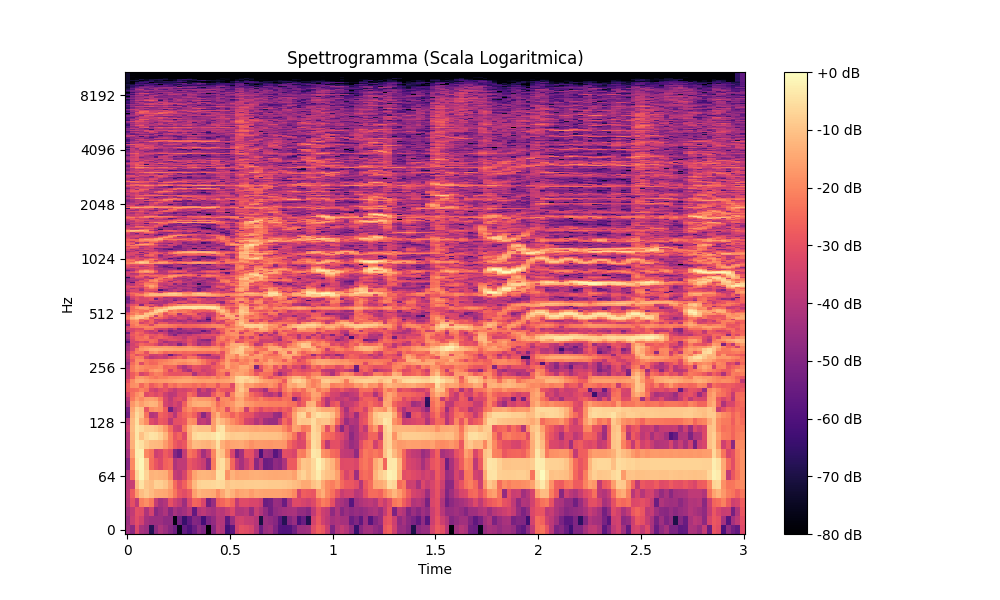 Spettrogramma (Scala Logaritmica)
Hz
8192
4096
2048
1024
512
256
128
64
0
0 0.5 1 1.5 2 2.5 3
Time
+0 dB
-10 dB
-20 dB
-30 dB
-40 dB
-50 dB
-60 dB
-70 dB
-80 dB